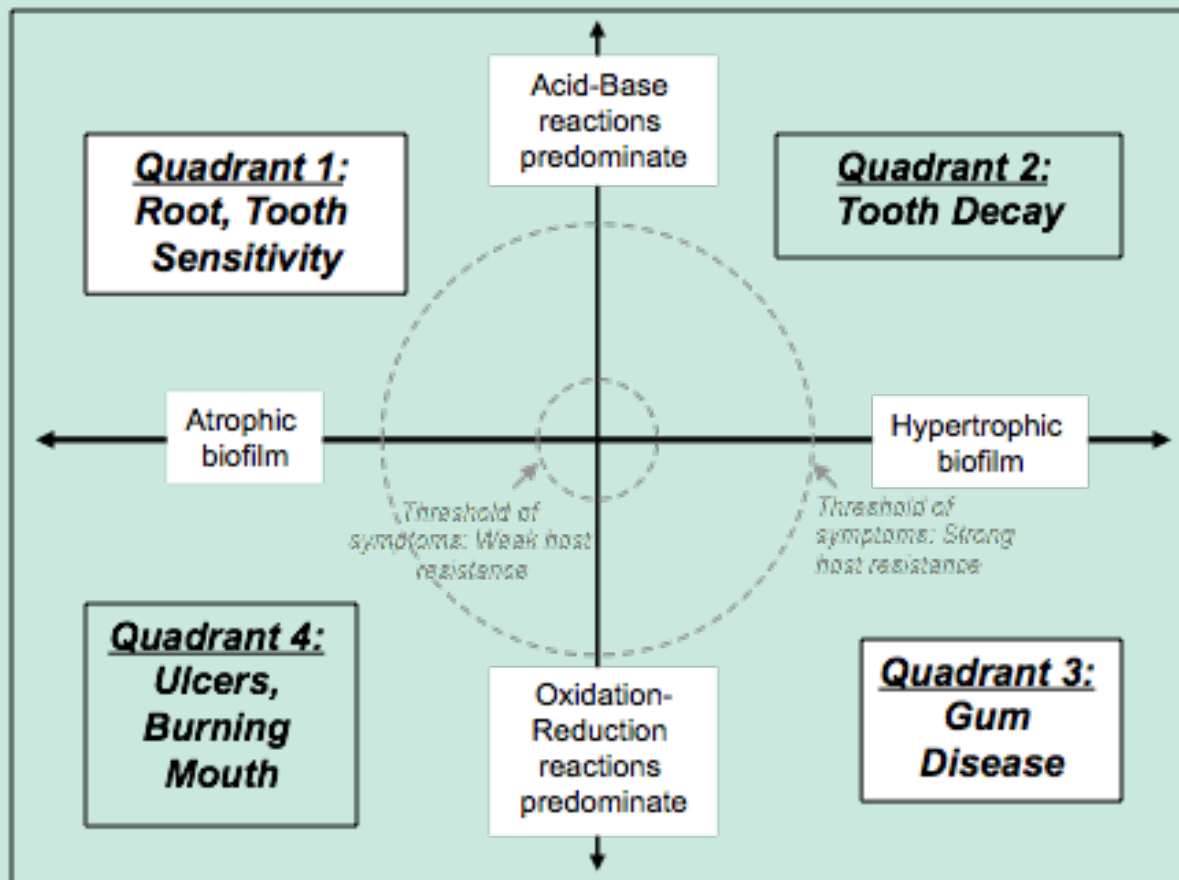 Acid-Base
reactions
predominate
Quadrant 1:
Root, Tooth
Sensitivity
Quadrant 2:
Tooth Decay
Atrophic
biofilm
Hypertrophic
biofilm
Threshold of
symptoms: Weak host
resistance
Threshold of
symptoms: Strong
host resistance
Quadrant 4:
Ulcers,
Burning
Mouth
Oxidation-
Reduction
reactions
predominate
Quadrant 3:
Gum
Disease